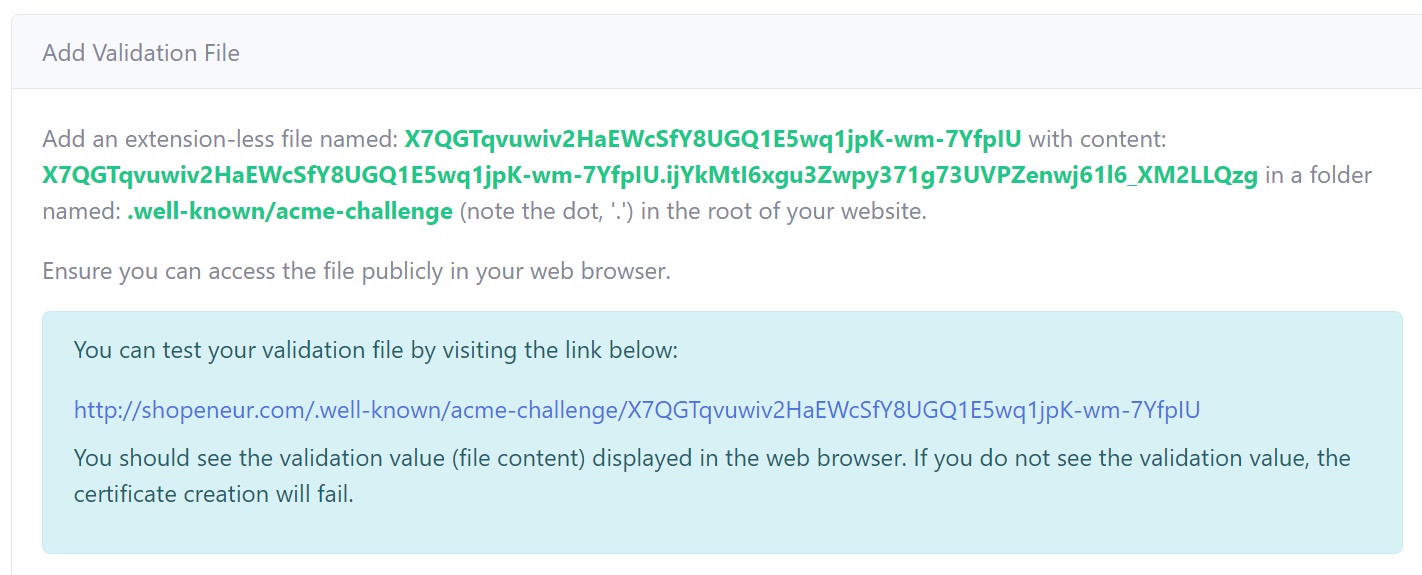 Add Validation File
Add an extension-less file named: X7QGTqvuwiv2HaEWcSfY8UGQ1E5wq1jpK-wm-7YfpIU with content:
X7QGTqvuwiv2HaEWcSfY8UGQ1E5wq1jpK-wm-7YfpIU.ijYkMtI6xgu3Zwpy371g73UVPZenwj61l6_XM2LLQzg in a folder
named: .well-known/acme-challenge (note the dot, '.') in the root of your website.
Ensure you can access the file publicly in your web browser.
You can test your validation file by visiting the link below:
http://shopeneur.com/.well-known/acme-challenge/X7QGTqvuwiv2HaEWcSfY8UGQ1E5wq1jpK-wm-7YfpIU
You should see the validation value (file content) displayed in the web browser. If you do not see the validation value, the
certificate creation will fail.